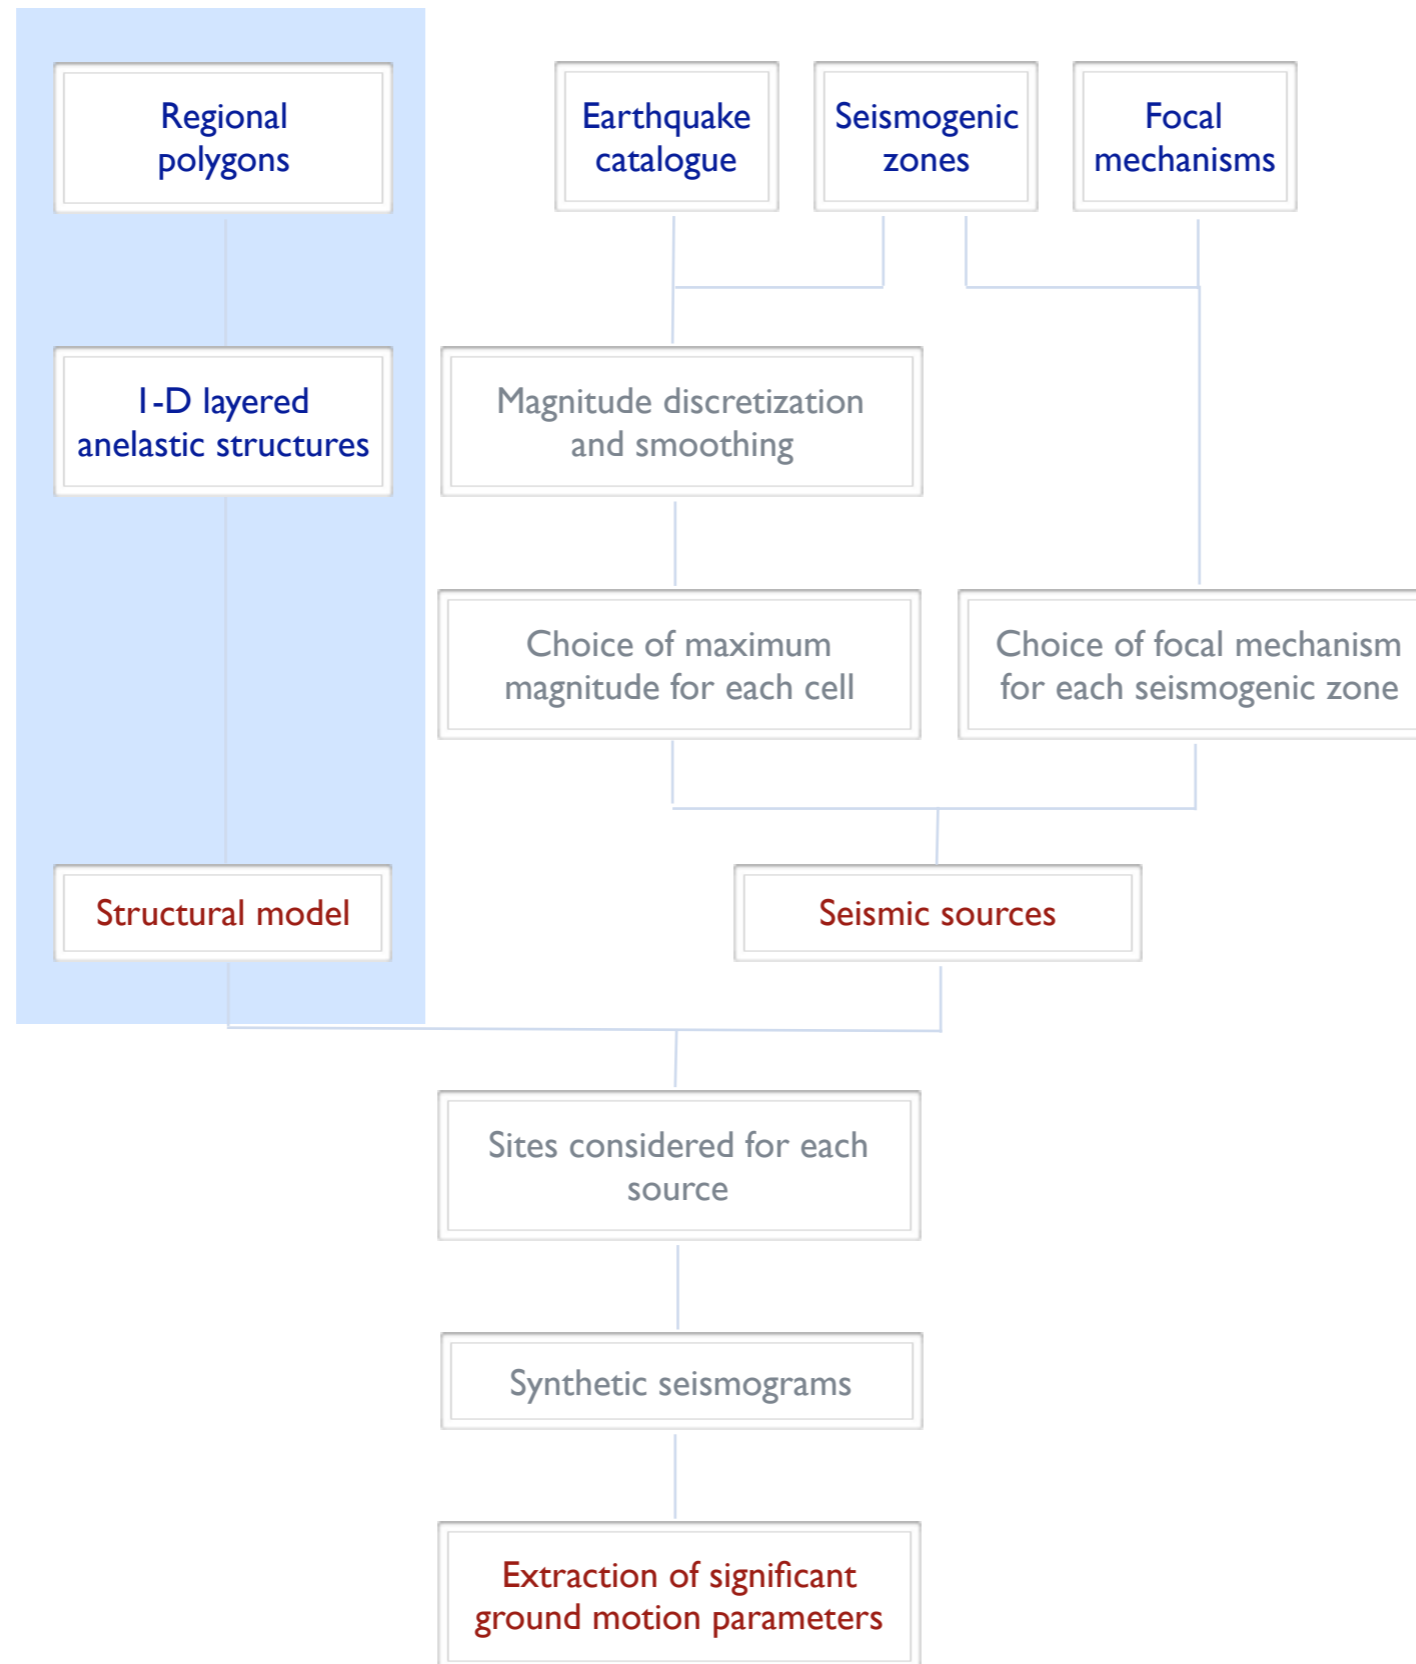 Regional
polygons
Earthquake
catalogue
Seismogenic
zones
Focal
mechanisms
1-D layered
anelastic structures
Magnitude discretization
and smoothing
Choice of maximum
magnitude for each cell
Choice of focal mechanism
for each seismogenic zone
Structural model
Seismic sources
Sites considered for each
source
Synthetic seismograms
Extraction of significant
ground motion parameters